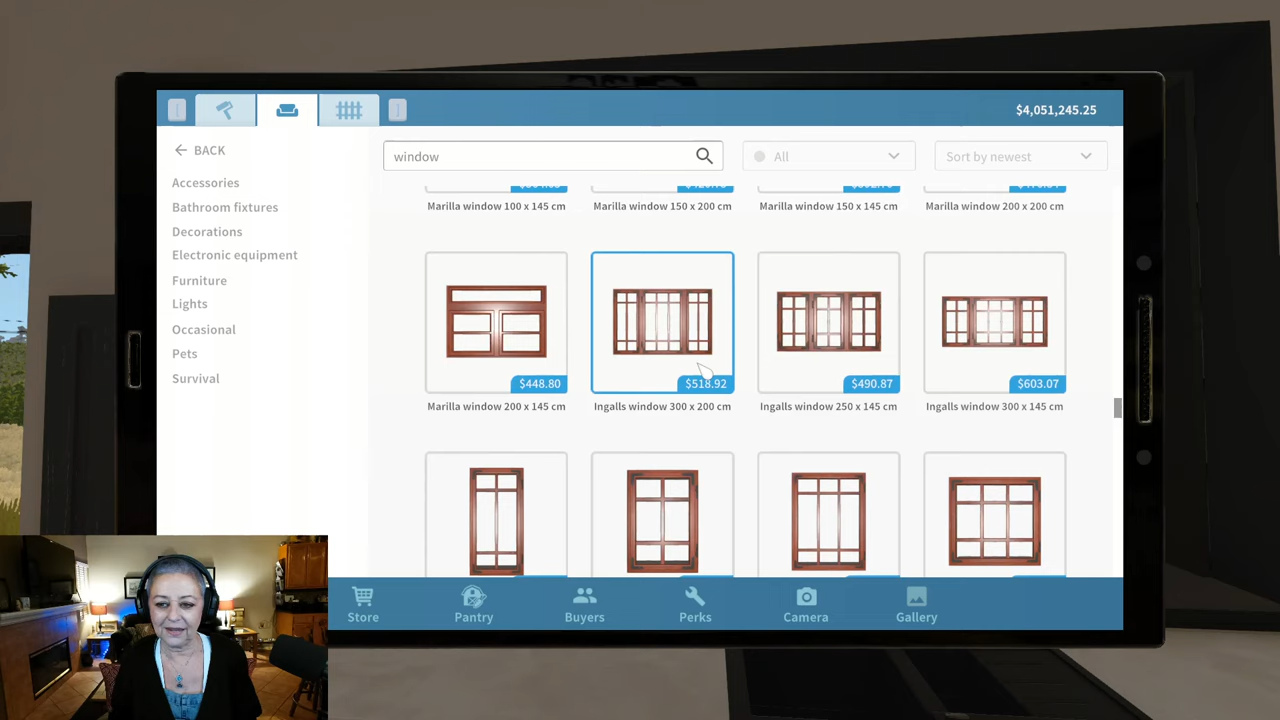 $4,051,245.25
BACK
window
All
Sort by newest
Accessories
Bathroom fixtures
Decorations
Electronic equipment
Furniture
Lights
Occasional
Pets
Survival
Marilla window 100 x 145 cm
Marilla window 150 x 200 cm
Marilla window 150 x 145 cm
Marilla window 200 x 200 cm
$448.80
$518.92
$490.87
$603.07
Marilla window 200 x 145 cm
Ingalls window 300 x 200 cm
Ingalls window 250 x 145 cm
Ingalls window 300 x 145 cm
Store
Pantry
Buyers
Perks
Camera
Gallery